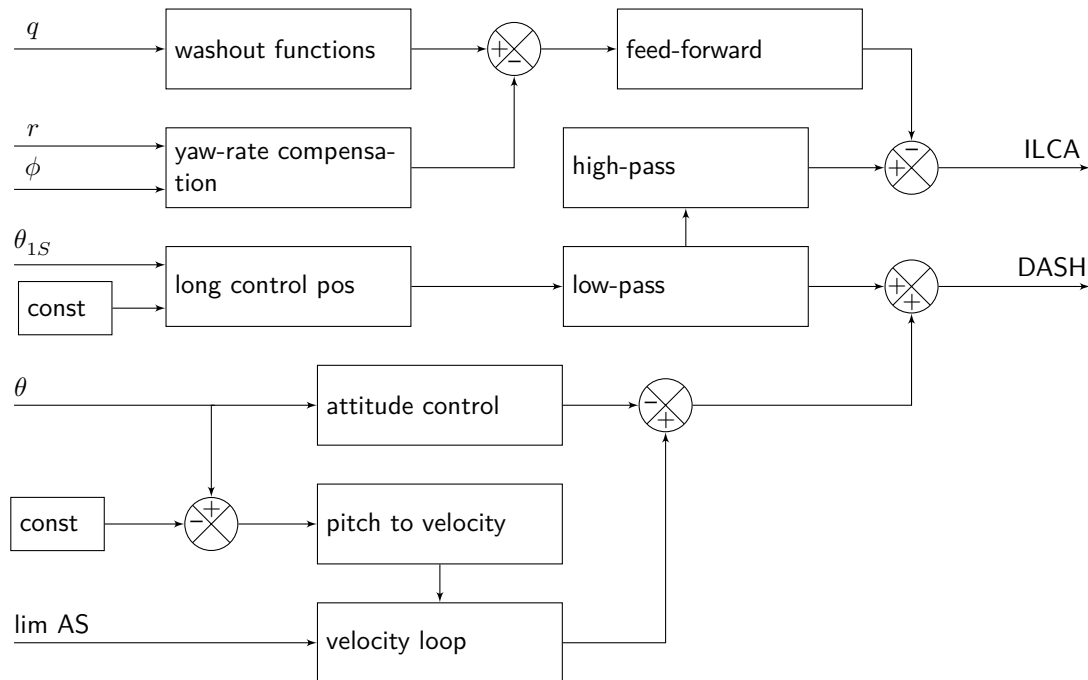 q
washout functions
+
−
feed-forward
r
ϕ
yaw-rate compensa-
tion
high-pass
−
+
ILCA
θ1S
const
long control pos
low-pass
+
+
DASH
θ
attitude control
−
+
const
−
+
pitch to velocity
lim AS
velocity loop